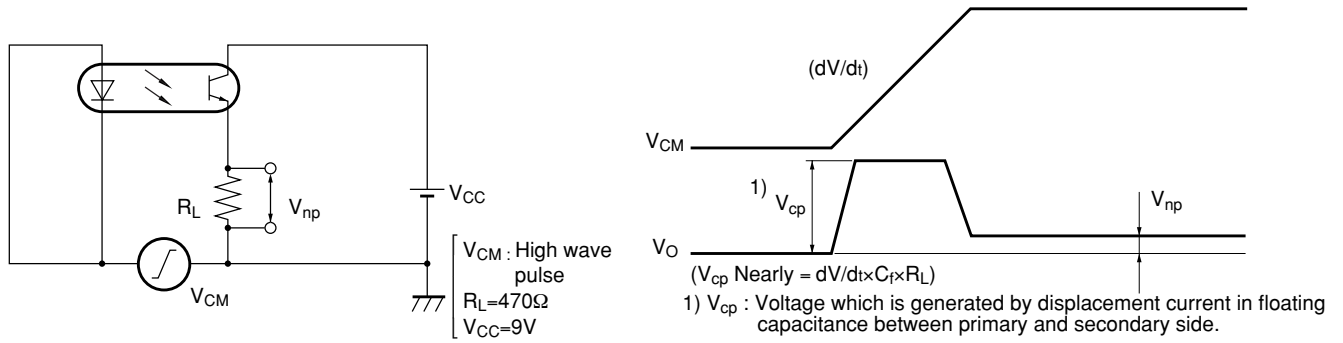 R_L
V_np
V_CC
V_CM
V_CM : High wave
pulse
R_L=470Ω
V_CC=9V
(dV/dt)
V_CM
1)
V_cp
V_np
V_O
(V_cp Nearly = dV/dt×C_f×R_L)
1) V_cp : Voltage which is generated by displacement current in floating
capacitance between primary and secondary side.